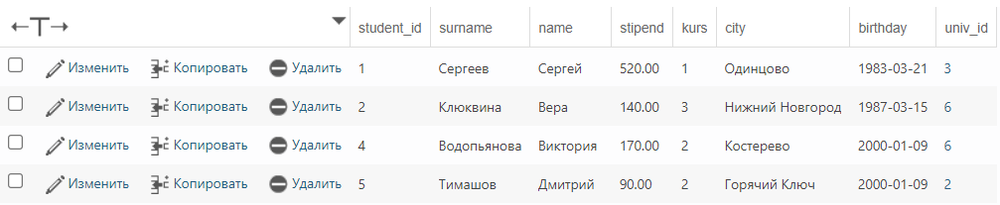 ←T→ student_id surname name stipend kurs city birthday univ_id
Изменить Копировать Удалить 1 Сергеев Сергей 520.00 1 Одинцово 1983-03-21 3
Изменить Копировать Удалить 2 Клюквина Вера 140.00 3 Нижний Новгород 1987-03-15 6
Изменить Копировать Удалить 4 Водопьянова Виктория 170.00 2 Костерево 2000-01-09 6
Изменить Копировать Удалить 5 Тимашов Дмитрий 90.00 2 Горячий Ключ 2000-01-09 2